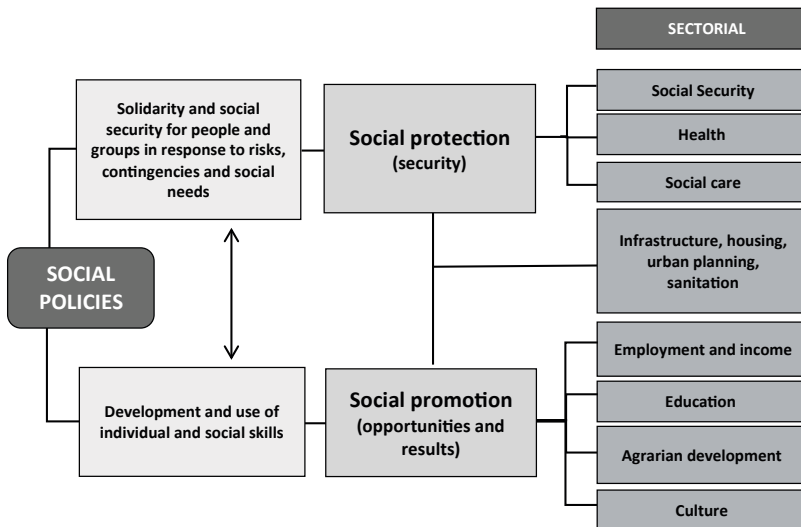 SECTORIAL
Solidarity and social
security for people and
groups in response to risks,
contingencies and social
needs
Social protection
(security)
Social Security
Health
Social care
SOCIAL
POLICIES
Infrastructure, housing,
urban planning,
sanitation
Development and use of
individual and social skills
Social promotion
(opportunities and
results)
Employment and income
Education
Agrarian development
Culture